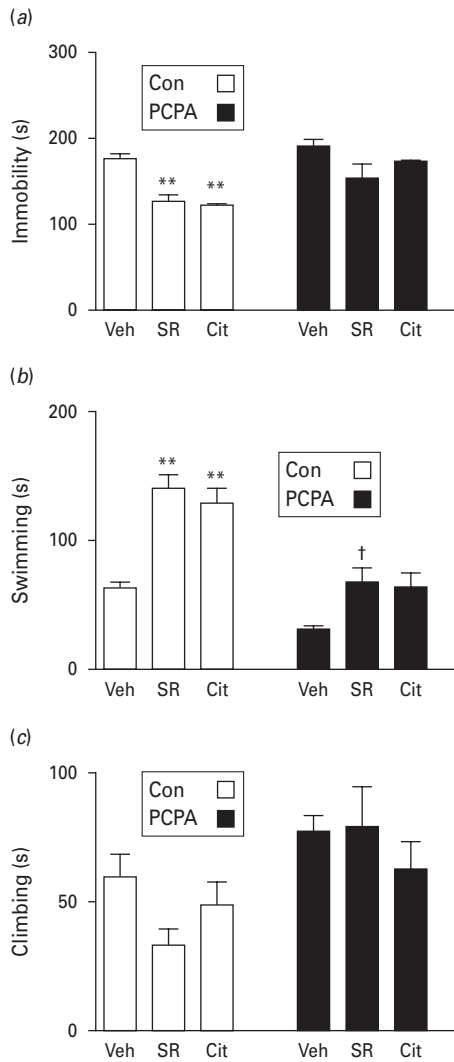 (a)
300
Con
PCPA
200
** **
100
0
Immobility (s)
Veh SR Cit Veh SR Cit
(b)
200
** **
Con
PCPA
†
100
0
Swimming (s)
Veh SR Cit Veh SR Cit
(c)
100
Con
PCPA
50
0
Climbing (s)
Veh SR Cit Veh SR Cit